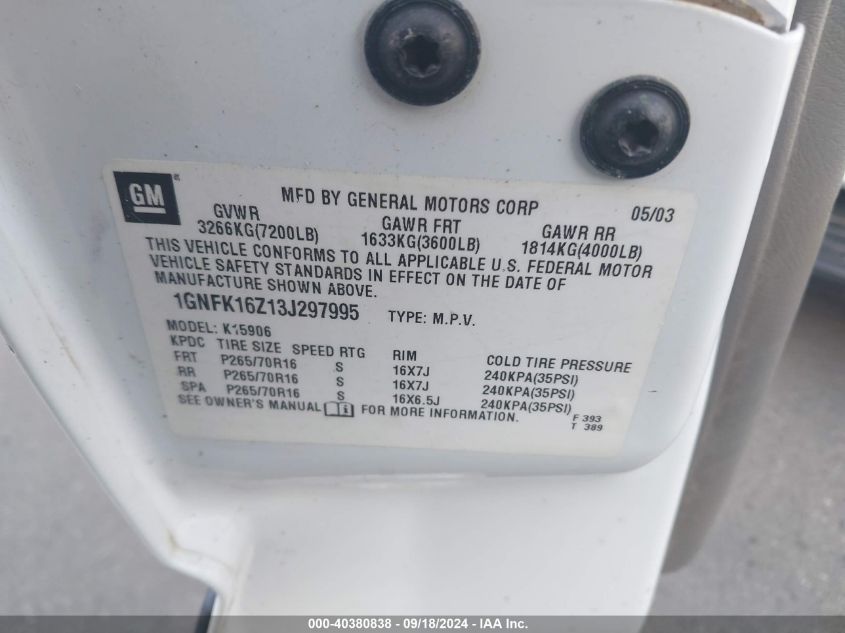 GM®
MFD BY GENERAL MOTORS CORP 05/03
GVWR GAWR FRT GAWR RR
3266KG(7200LB) 1633KG(3600LB) 1814KG(4000LB)
THIS VEHICLE CONFORMS TO ALL APPLICABLE U.S. FEDERAL MOTOR
VEHICLE SAFETY STANDARDS IN EFFECT ON THE DATE OF
MANUFACTURE SHOWN ABOVE.
1GNFK16Z13J297995 TYPE: M.P.V.
MODEL: K15906
KPDC TIRE SIZE SPEED RTG RIM COLD TIRE PRESSURE
FRT P265/70R16 S 16X7J 240KPA(35PSI)
RR P265/70R16 S 16X7J 240KPA(35PSI)
SPA P265/70R16 S 16X6.5J 240KPA(35PSI)
SEE OWNER'S MANUAL FOR MORE INFORMATION.
F 393
T 389
000-40380838 - 09/18/2024 - IAA Inc.